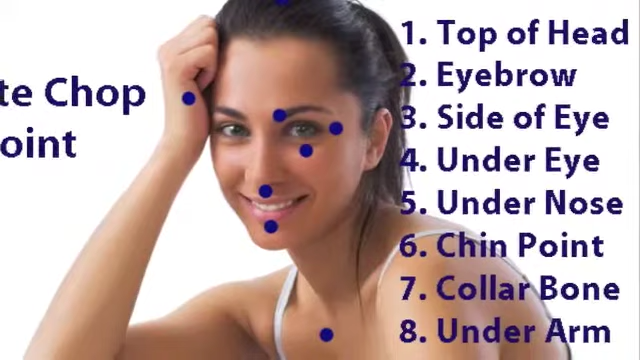 te Chop
oint
1. Top of Head
2. Eyebrow
3. Side of Eye
4. Under Eye
5. Under Nose
6. Chin Point
7. Collar Bone
8. Under Arm